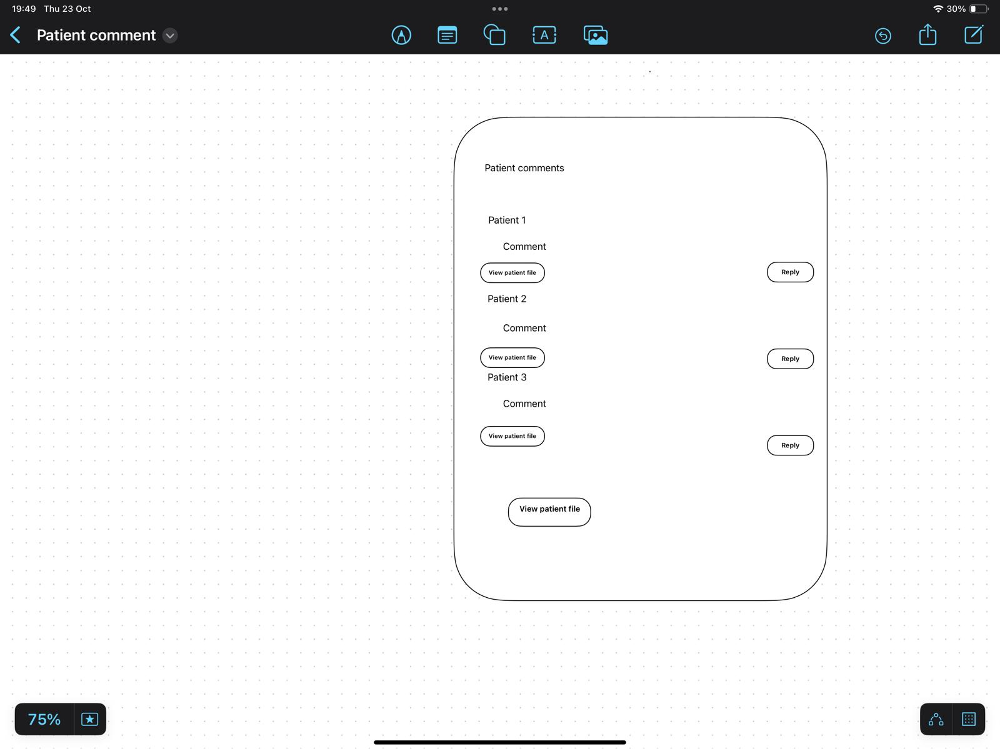 19:49 Thu 23 Oct
30%
Patient comment
A
Patient comments
Patient 1
Comment
View patient file
Reply
Patient 2
Comment
View patient file
Reply
Patient 3
Comment
View patient file
Reply
View patient file
75%